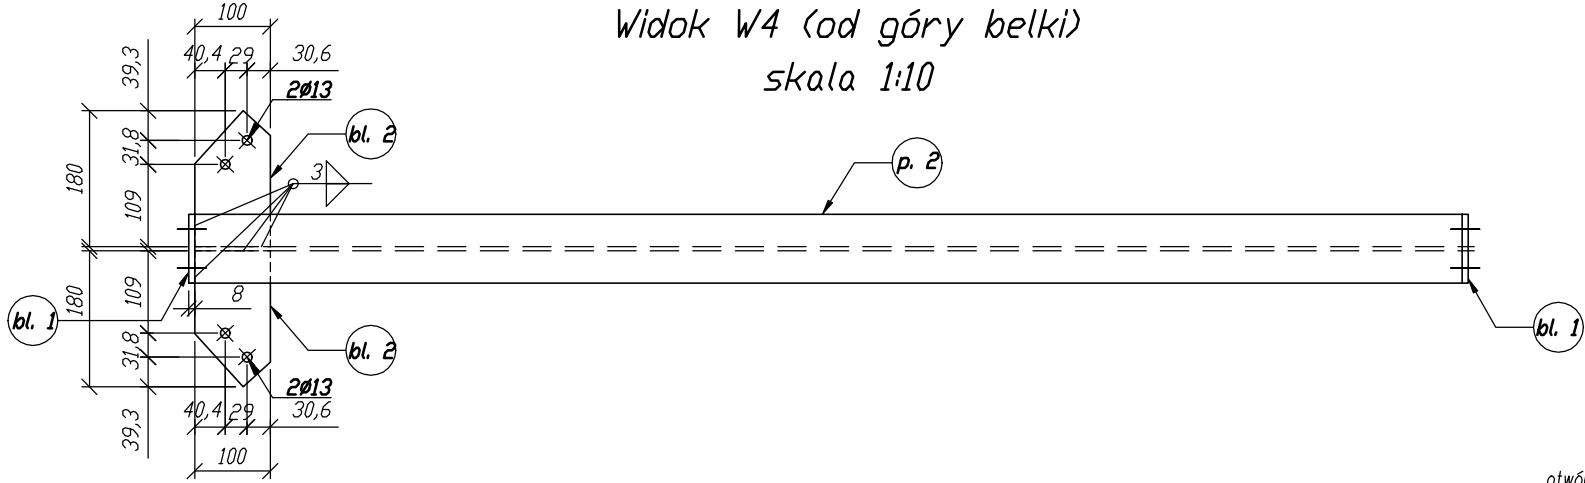 Widok W4 (od góry belki)
skala 1:10
100
40,4 29 30,6
39,3
2ø13
bl. 2
31,8
180
3
p. 2
109
109
8
180
bl. 1
bl. 1
31,8
bl. 2
2ø13
40,4 29 30,6
39,3
100
otwó